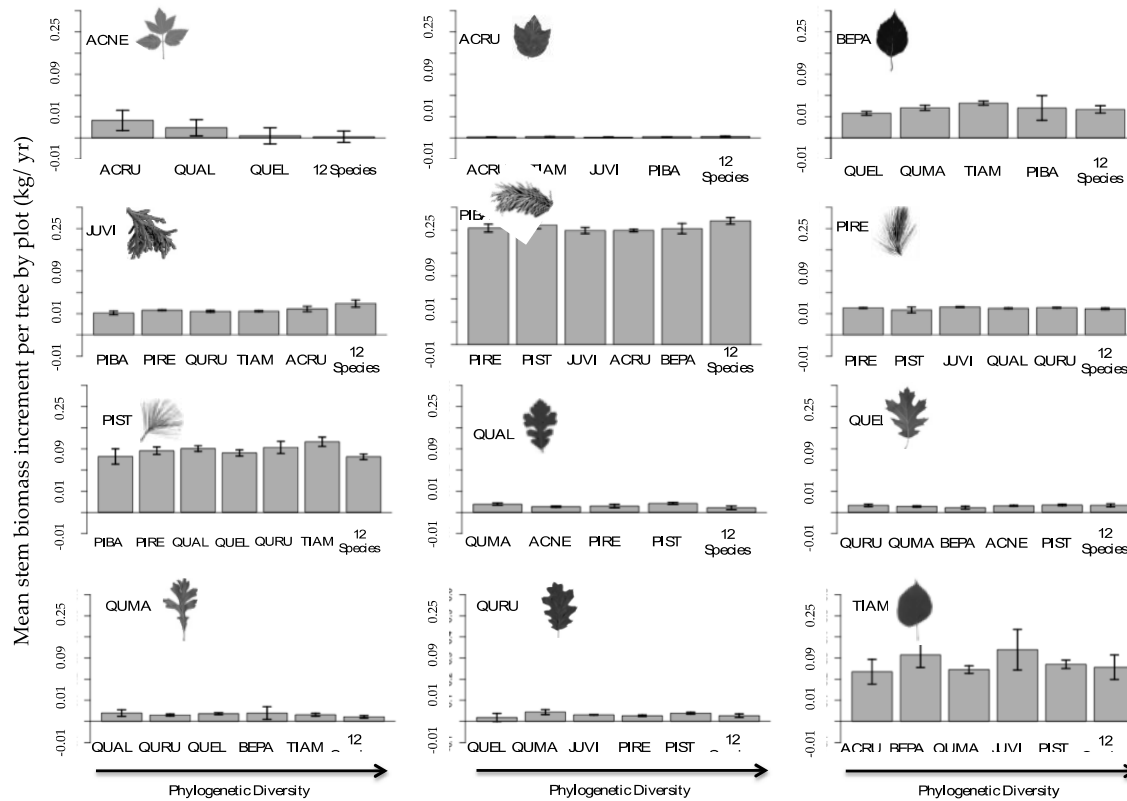 Mean stem biomass increment per tree by plot (kg/ yr)
ACNE
0.25
0.09
0.01
-0.01
ACRU QUAL QUEL 12 Species
ACRU
0.25
0.09
0.01
-0.01
TIAM JUVI PIBA 12 Species
BEPA
0.25
0.09
0.01
-0.01
QUEL QUMA TIAM PIBA 12 Species
JUVI
0.25
0.09
0.01
-0.01
PIBA PIRE QURU TIAM ACRU 12 Species
0.25
0.09
0.01
-0.01
PIRE PIST JUVI ACRU BEPA 12 Species
PIRE
0.25
0.09
0.01
-0.01
PIRE PIST JUVI QUAL QURU 12 Species
PIST
0.25
0.09
0.01
-0.01
PIBA PIRE QUAL QUEL QURU TIAM 12 Species
QUAL
0.25
0.09
0.01
-0.01
QUMA ACNE PIRE PIST 12 Species
QUEL
0.25
0.09
0.01
-0.01
QURU QUMA BEPA ACNE PIST 12 Species
QUMA
0.25
0.09
0.01
-0.01
QUAL QURU QUEL BEPA TIAM 12
QURU
0.25
0.09
0.01
QUEL QUMA JUVI PIRE PIST 12
TIAM
0.25
0.09
0.01
-0.01
ACRU BEPA QUMA JUVI PIST 12
Phylogenetic Diversity
Phylogenetic Diversity
Phylogenetic Diversity